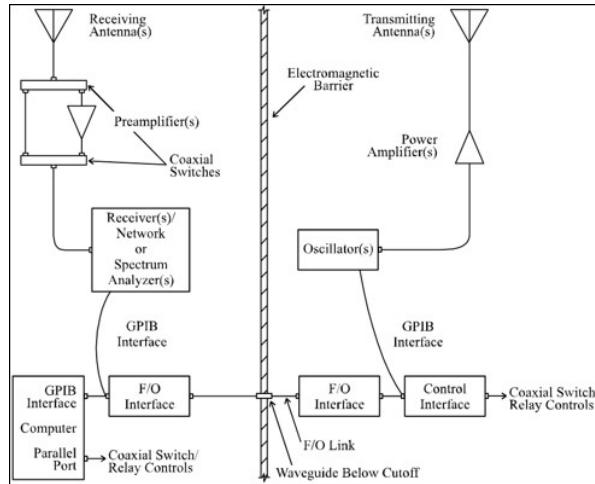 Receiving
Antenna(s)
Transmitting
Antenna(s)
Electromagnetic
Barrier
Preamplifier(s)
Coaxial
Switches
Power
Amplifier(s)
Receiver(s)/
Network
or
Spectrum
Analyzer(s)
Oscillator(s)
GPIB
Interface
GPIB
Interface
GPIB
Interface
Computer
Parallel
Port
F/O
Interface
F/O
Interface
Control
Interface
Coaxial Switch/
Relay Controls
Coaxial Switch/
Relay Controls
F/O Link
Waveguide Below Cutoff